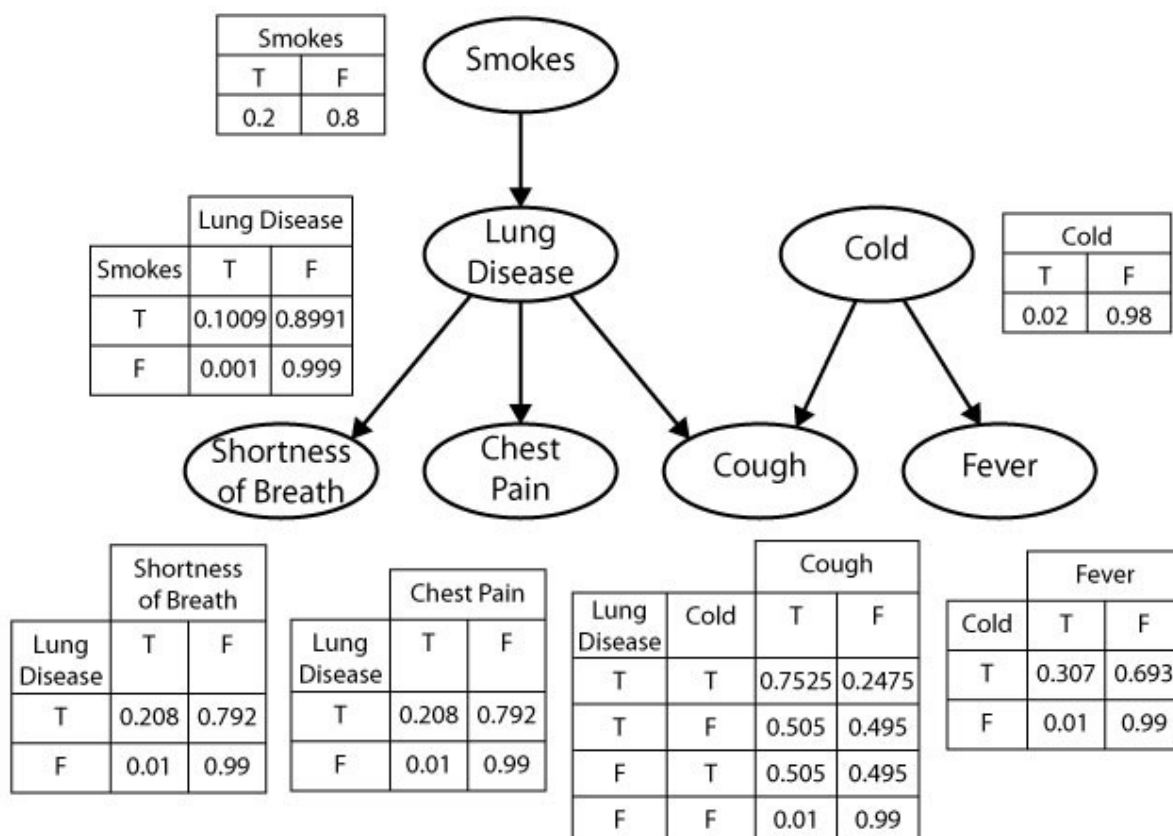 Smokes
T F
0.2 0.8
Smokes
Lung Disease
Smokes T F
T 0.1009 0.8991
F 0.001 0.999
Lung
Disease
Cold
Cold
T F
0.02 0.98
Shortness
of Breath
Chest
Pain
Cough
Fever
Shortness
of Breath
Lung
Disease
T F
T 0.208 0.792
F 0.01 0.99
Chest Pain
Lung
Disease
T F
T 0.208 0.792
F 0.01 0.99
Cough
Lung
Disease
Cold T F
T T 0.7525 0.2475
T F 0.505 0.495
F T 0.505 0.495
F F 0.01 0.99
Fever
Cold T F
T 0.307 0.693
F 0.01 0.99